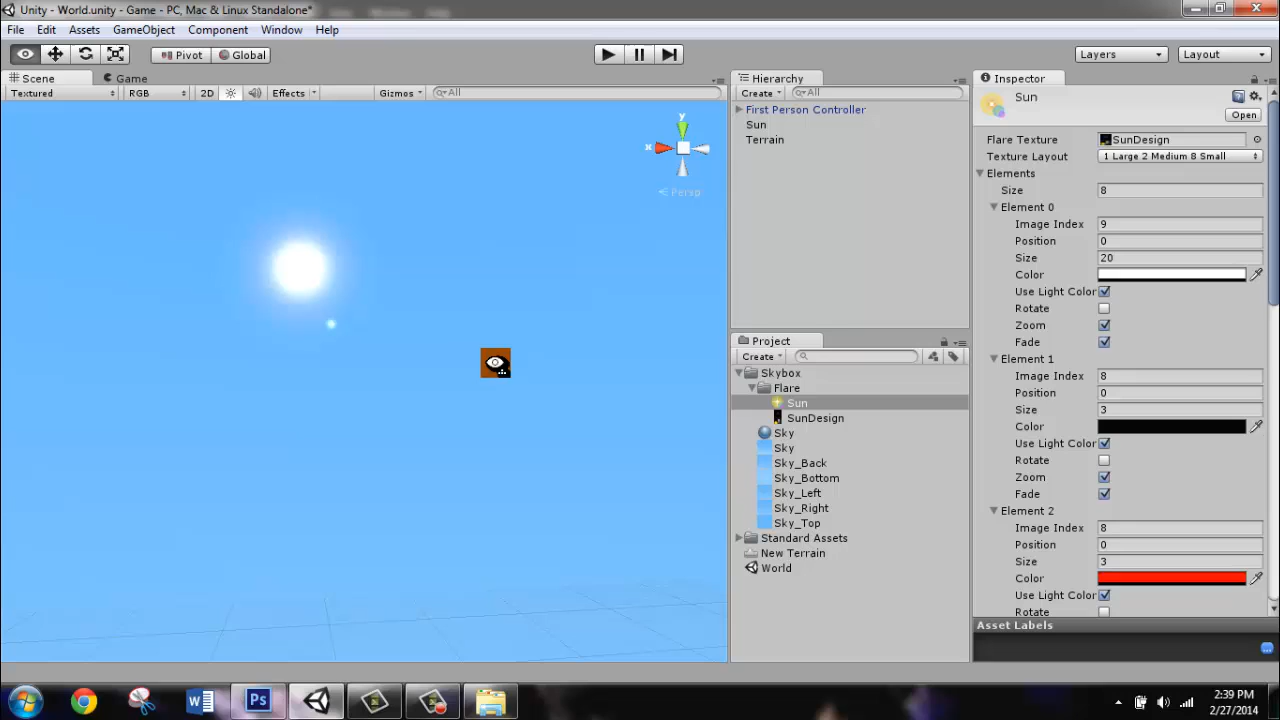 Unity - World.unity - Game - PC, Mac & Linux Standalone*
File Edit Assets GameObject Component Window Help
Pivot Global Layers Layout
Scene Game
Textured RGB 2D Effects Gizmos All
y
x
Persp
Hierarchy
Create All
First Person Controller
Sun
Terrain
Project
Create
Skybox
Flare
Sun
SunDesign
Sky
Sky
Sky_Back
Sky_Bottom
Sky_Left
Sky_Right
Sky_Top
Standard Assets
New Terrain
World
Inspector
Sun
Open
Flare Texture SunDesign
Texture Layout 1 Large 2 Medium 8 Small
Elements
Size 8
Element 0
Image Index 9
Position 0
Size 20
Color
Use Light Color
Rotate
Zoom
Fade
Element 1
Image Index 8
Position 0
Size 3
Color
Use Light Color
Rotate
Zoom
Fade
Element 2
Image Index 8
Position 0
Size 3
Color
Use Light Color
Rotate
Asset Labels
W Ps
2:39 PM
2/27/2014